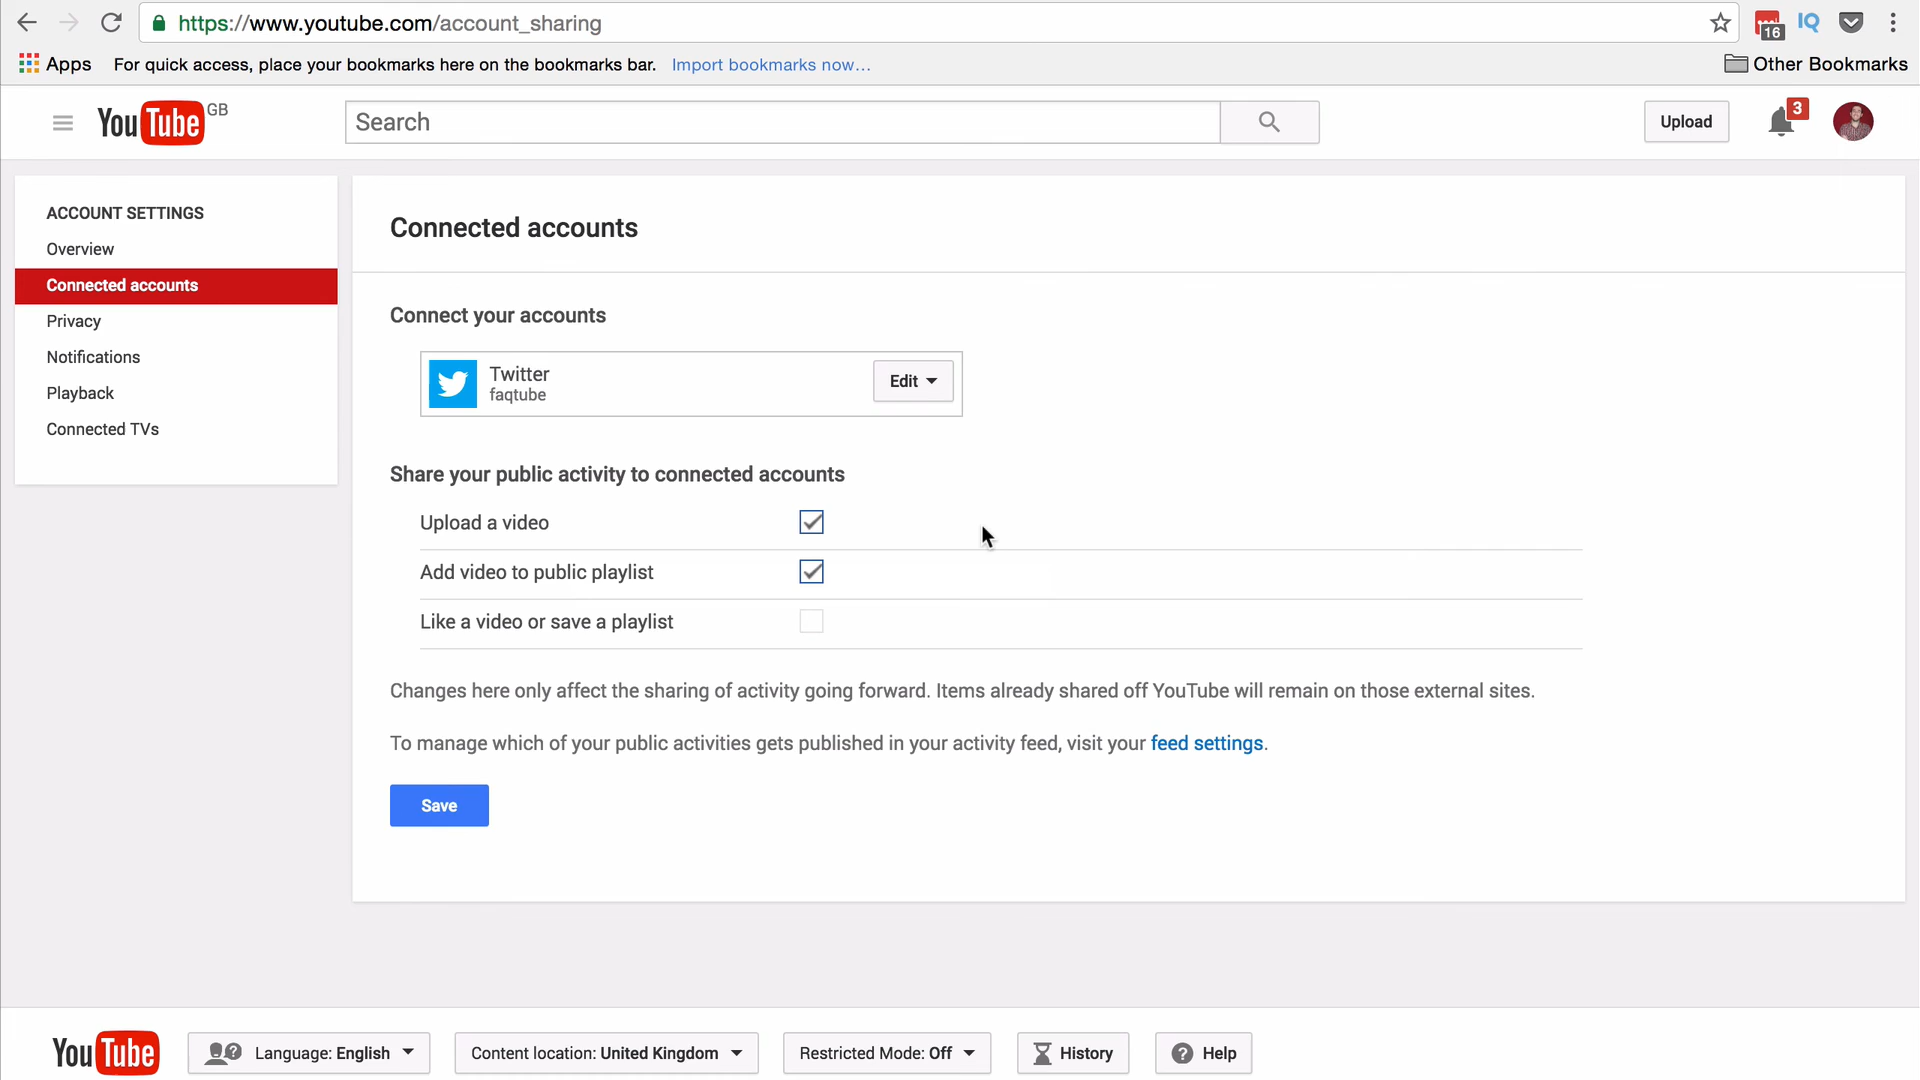 https://www.youtube.com/account_sharing
16
IQ
Apps
For quick access, place your bookmarks here on the bookmarks bar.
Import bookmarks now...
Other Bookmarks
YouTube GB
Search
Upload
3
ACCOUNT SETTINGS
Overview
Connected accounts
Privacy
Notifications
Playback
Connected TVs
Connected accounts
Connect your accounts
Twitter
faqtube
Edit
Share your public activity to connected accounts
Upload a video
Add video to public playlist
Like a video or save a playlist
Changes here only affect the sharing of activity going forward. Items already shared off YouTube will remain on those external sites.
To manage which of your public activities gets published in your activity feed, visit your feed settings.
Save
YouTube
Language: English
Content location: United Kingdom
Restricted Mode: Off
History
Help